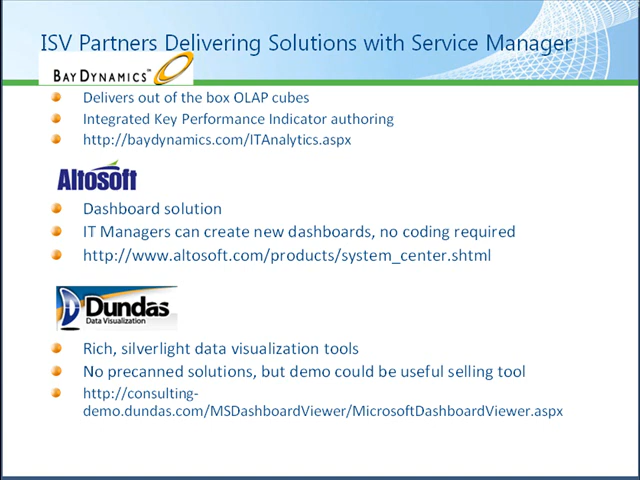 ISV Partners Delivering Solutions with Service Manager
BAYDYNAMICS™
Delivers out of the box OLAP cubes
Integrated Key Performance Indicator authoring
http://baydynamics.com/ITAnalytics.aspx
Altosoft
Dashboard solution
IT Managers can create new dashboards, no coding required
http://www.altosoft.com/products/system_center.shtml
Dundas
Data Visualization
Rich, silverlight data visualization tools
No precanned solutions, but demo could be useful selling tool
http://consulting-
demo.dundas.com/MSDashboardViewer/MicrosoftDashboardViewer.aspx